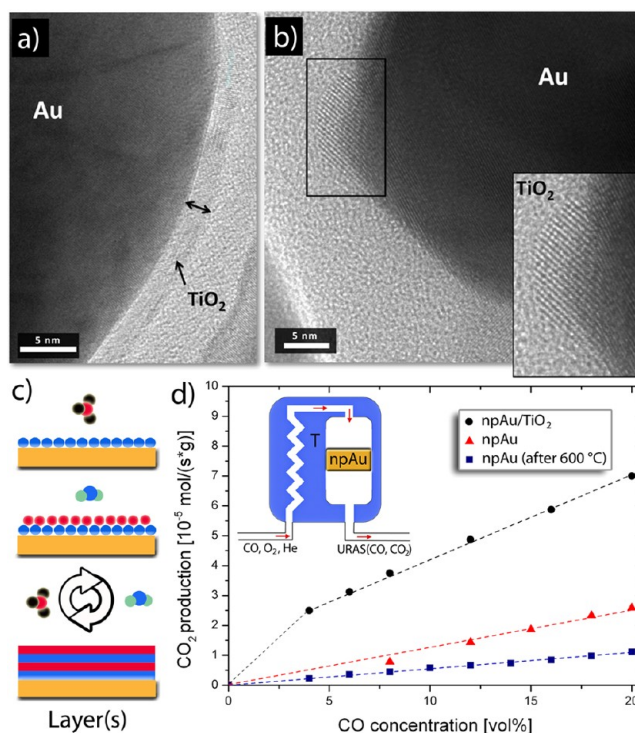 a)
Au
TiO₂
5 nm
b)
Au
TiO₂
5 nm
c)
Layer(s)
d)
CO₂ production [10⁻⁵ mol/(s*g)]
10
9
8
7
6
5
4
3
2
1
0
T
npAu
CO, O₂, He
URAS(CO, CO₂)
npAu/TiO₂
npAu
npAu (after 600 °C)
0
5
10
15
20
CO concentration [vol%]